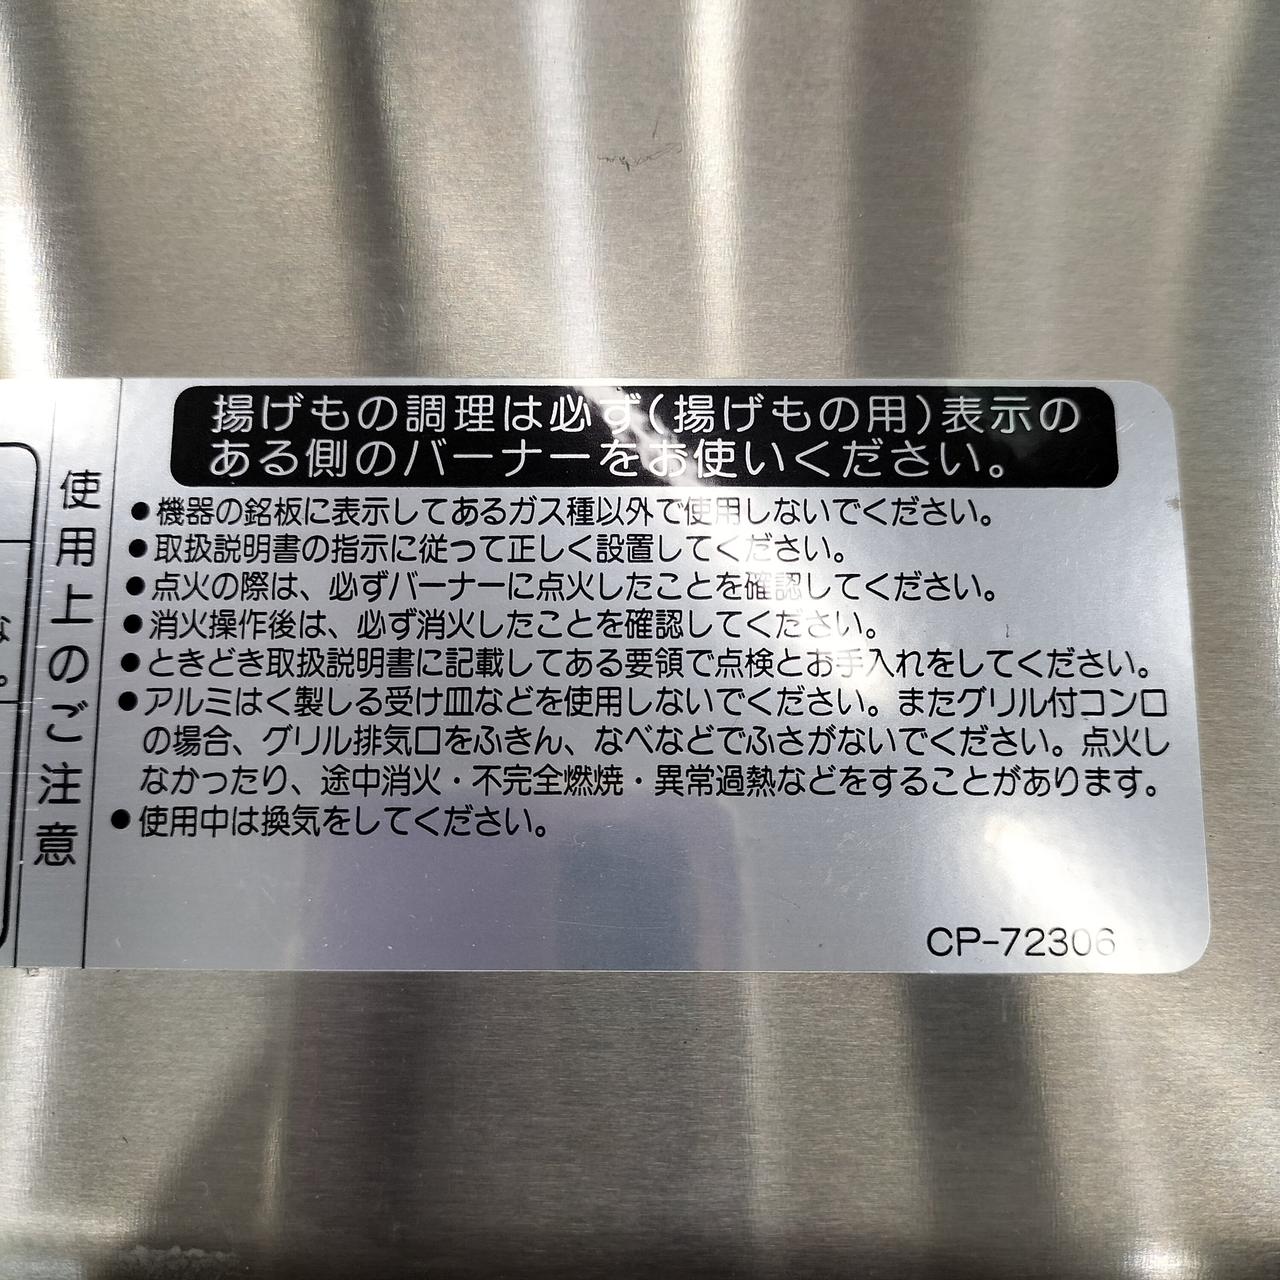 な
。
使用上のご注意
揚げもの調理は必ず(揚げもの用)表示の
ある側のバーナーをお使いください。
●機器の銘板に表示してあるガス種以外で使用しないでください。
●取扱説明書の指示に従って正しく設置してください。
●点火の際は、必ずバーナーに点火したことを確認してください。
●消火操作後は、必ず消火したことを確認してください。
●ときどき取扱説明書に記載してある要領で点検とお手入れをしてください。
●アルミはく製しる受け皿などを使用しないでください。またグリル付コンロ
の場合、グリル排気口をふきん、なべなどでふさがないでください。点火し
なかったり、途中消火・不完全燃焼・異常過熱などをすることがあります。
●使用中は換気をしてください。
CP-72306